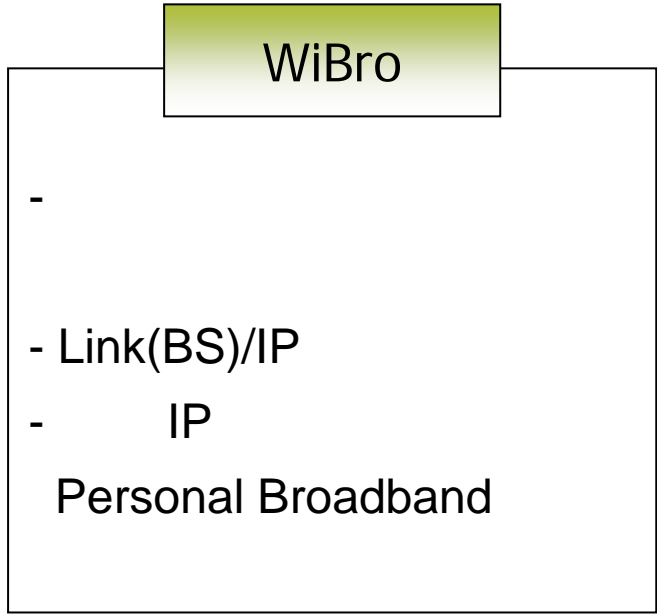 WiBro
-
- Link(BS)/IP
- IP
Personal Broadband